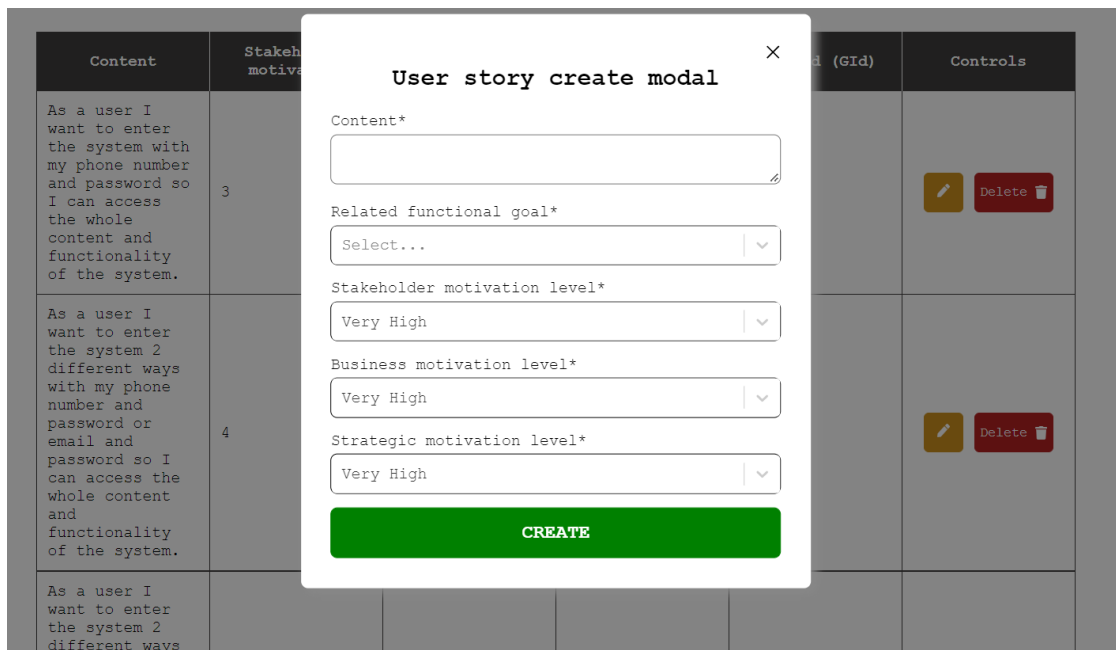 Content
Stakeh
motiva
d (GId)
Controls
User story create modal
Content*
Related functional goal*
Select...
Stakeholder motivation level*
Very High
Business motivation level*
Very High
Strategic motivation level*
Very High
CREATE
As a user I
want to enter
the system with
my phone number
and password so
I can access
the whole
content and
functionality
of the system.
3
Delete
As a user I
want to enter
the system 2
different ways
with my phone
number and
password or
email and
password so I
can access the
whole content
and
functionality
of the system.
4
Delete
As a user I
want to enter
the system 2
different ways